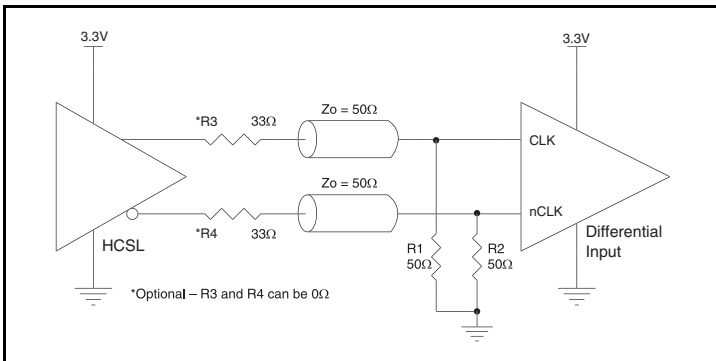 3.3V
3.3V
*R3 33Ω
Zo = 50Ω
CLK
Zo = 50Ω
nCLK
HCSL
*R4 33Ω
R1
50Ω
R2
50Ω
Differential
Input
*Optional – R3 and R4 can be 0Ω